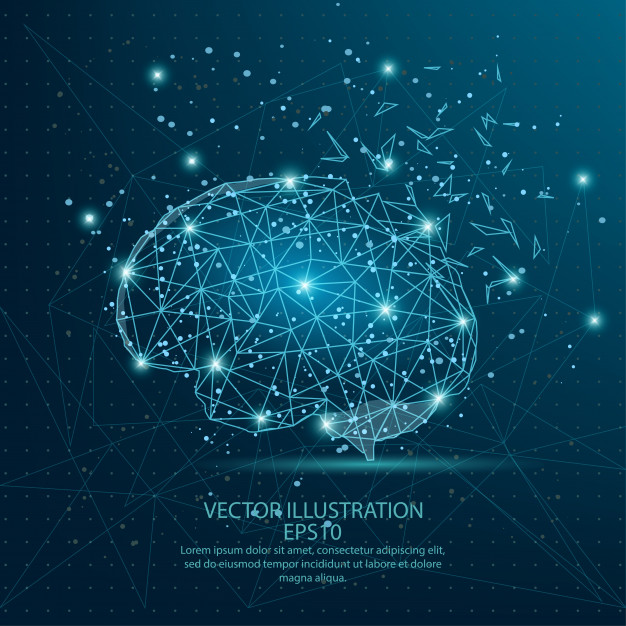 VECTOR ILLUSTRATION
EPS10
Lorem ipsum dolor sit amet, consectetur adipiscing elit,
sed do eiusmod tempor incididunt ut labore et dolore
magna aliqua.